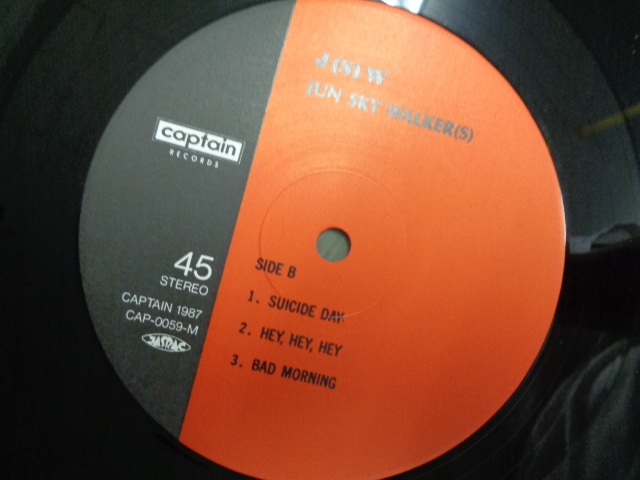 J(S)W
JUN SKY WALKER(S)
captain
RECORDS
45
STEREO
CAPTAIN 1987
CAP-0059-M
JASRAC
SIDE B
1. SUICIDE DAY
2. HEY, HEY, HEY
3. BAD MORNING